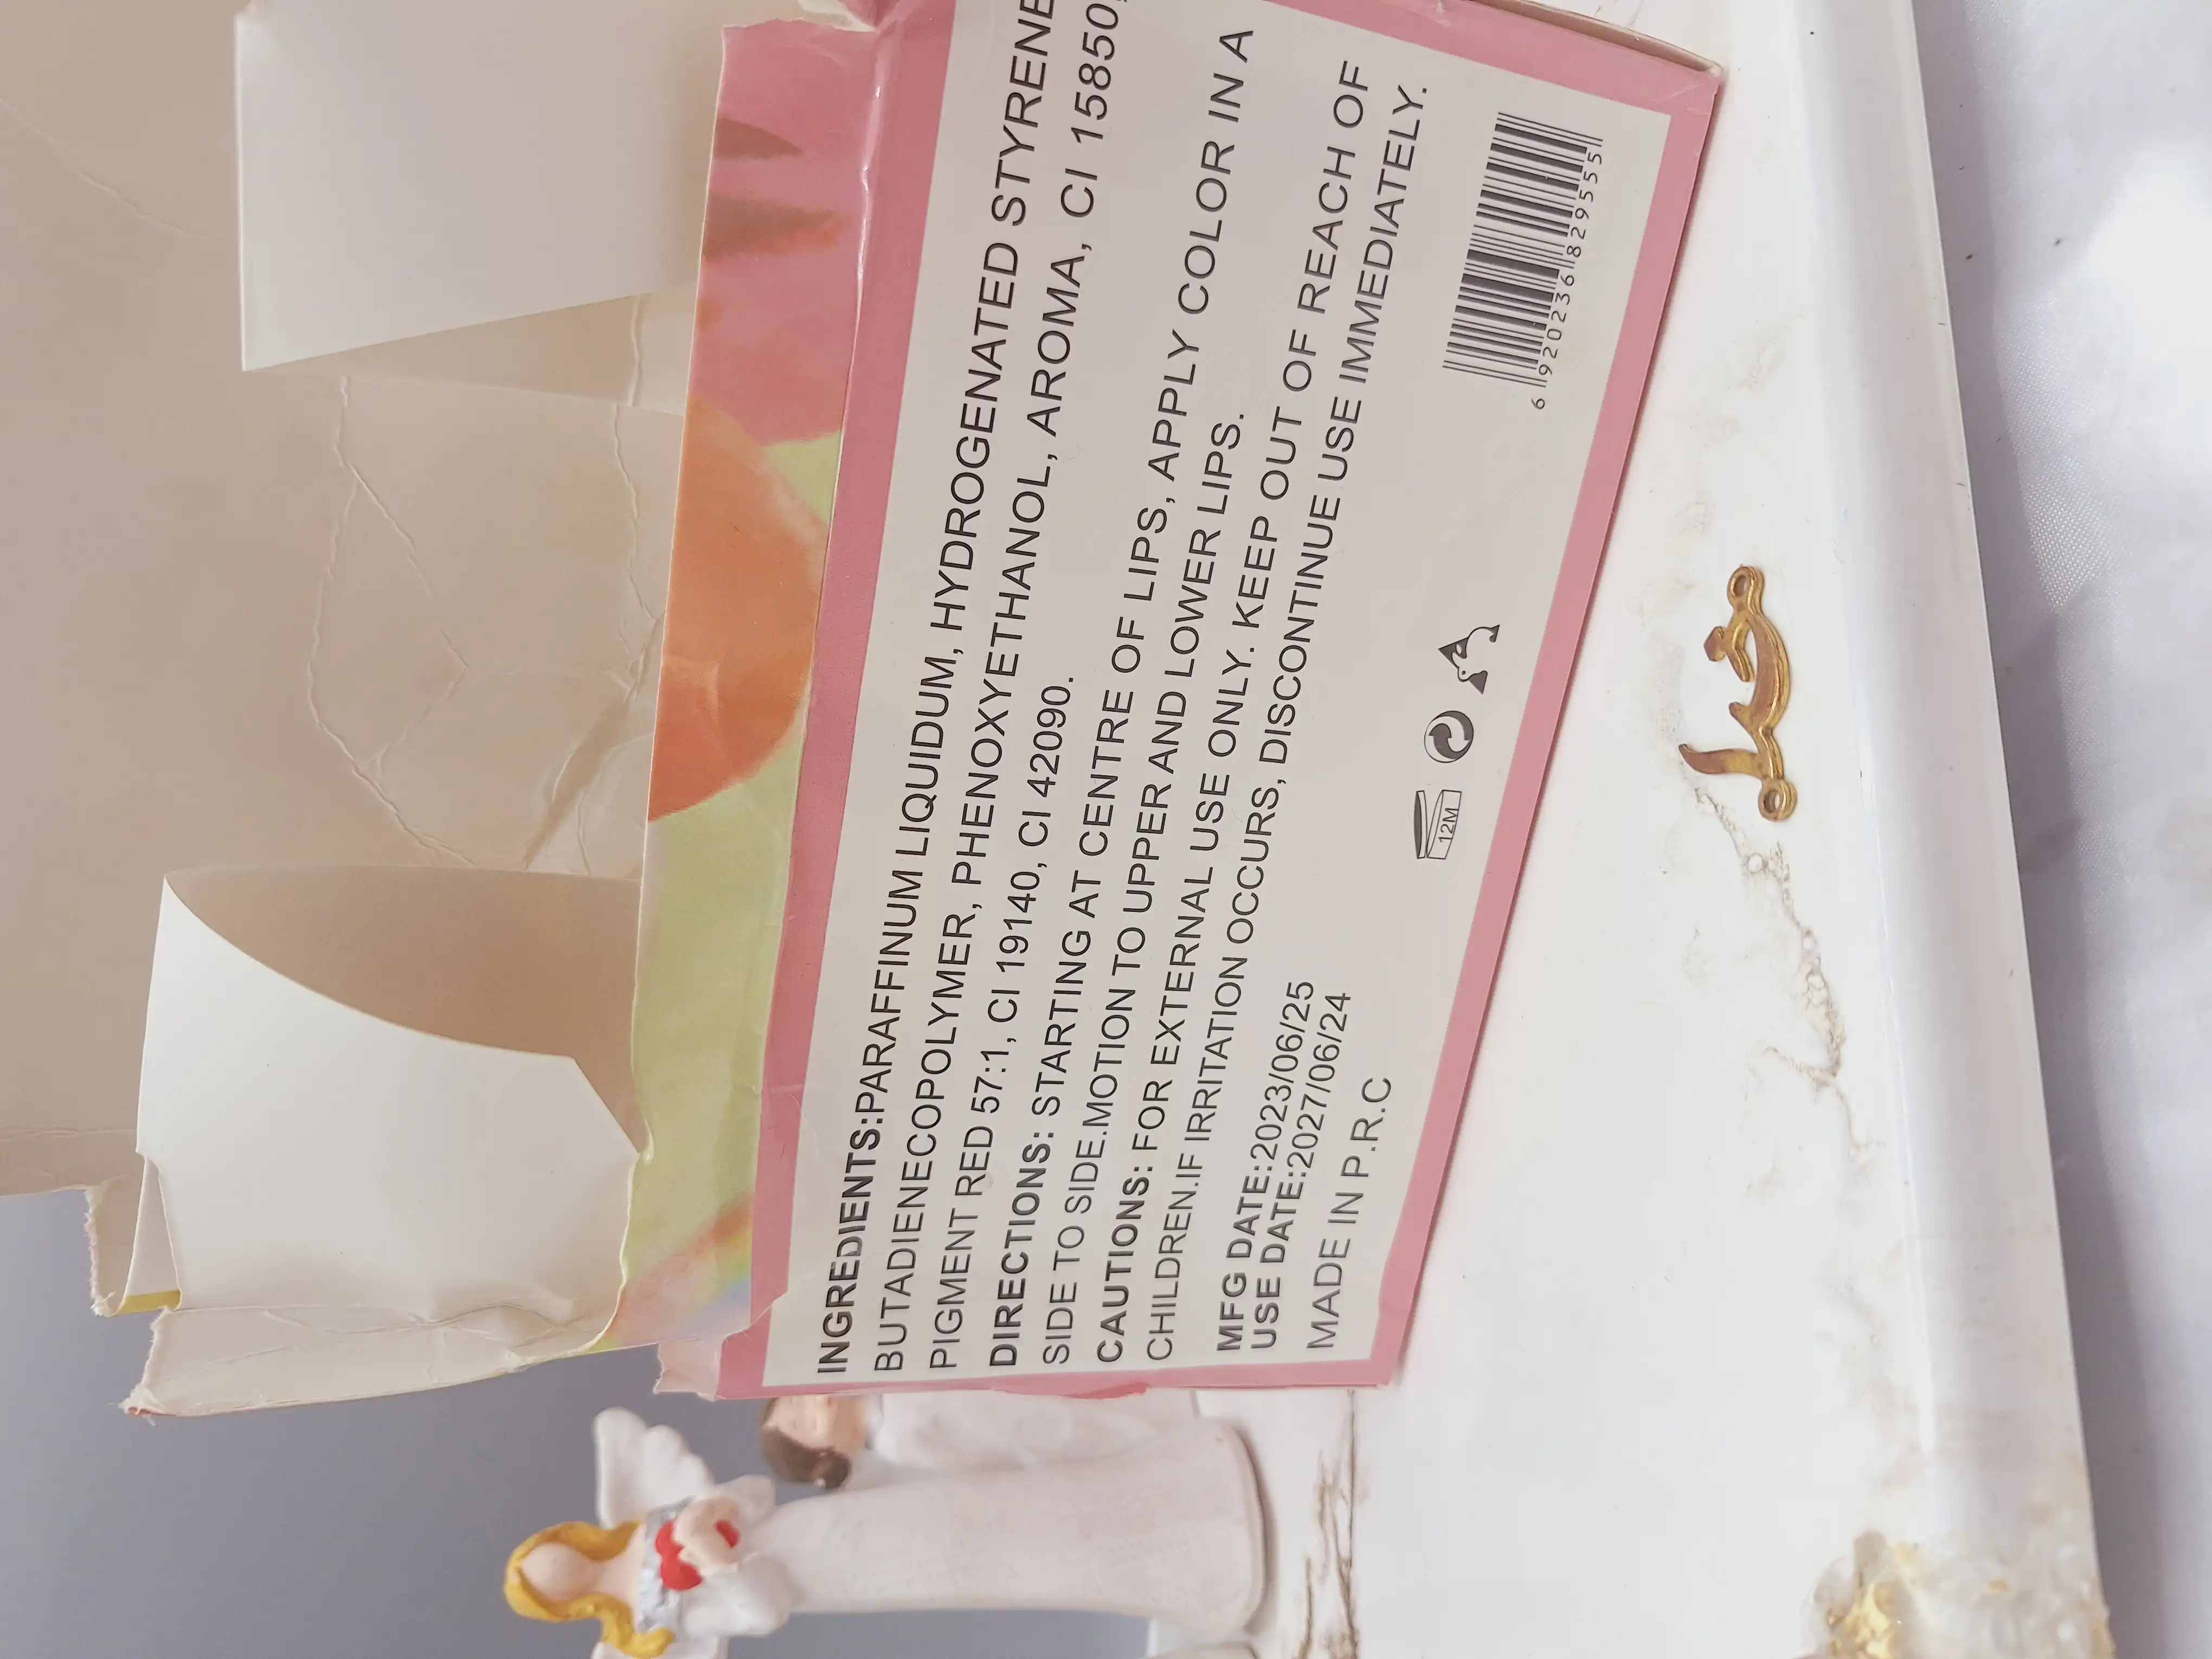 INGREDIENTS:PARAFFINUM LIQUIDUM, HYDROGENATED STYRENE
BUTADIENECOPOLYMER, PHENOXYETHANOL, AROMA, CI 15850,
PIGMENT RED 57:1, CI 19140, CI 42090.
DIRECTIONS: STARTING AT CENTRE OF LIPS, APPLY COLOR IN A
SIDE TO SIDE.MOTION TO UPPER AND LOWER LIPS.
CAUTIONS: FOR EXTERNAL USE ONLY. KEEP OUT OF REACH OF
CHILDREN.IF IRRITATION OCCURS, DISCONTINUE USE IMMEDIATELY.
MFG DATE:2023/06/25
USE DATE:2027/06/24
MADE IN P.R.C
12M
6 920236 829555